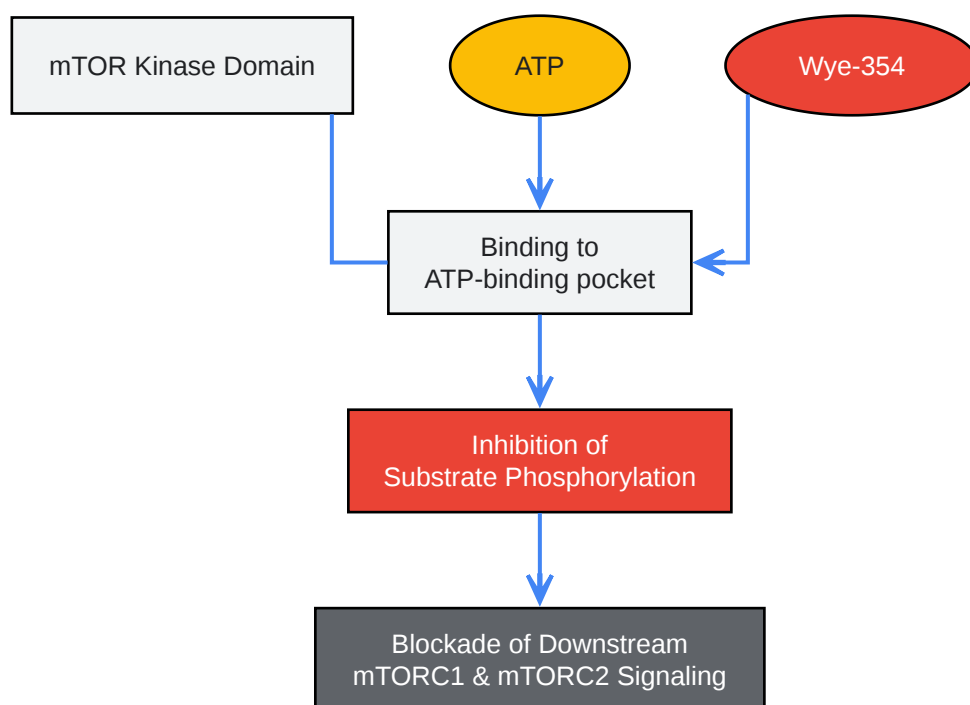 mTOR Kinase Domain
ATP
Wye-354
Binding to
ATP-binding pocket
Inhibition of
Substrate Phosphorylation
Blockade of Downstream
mTORC1 & mTORC2 Signaling